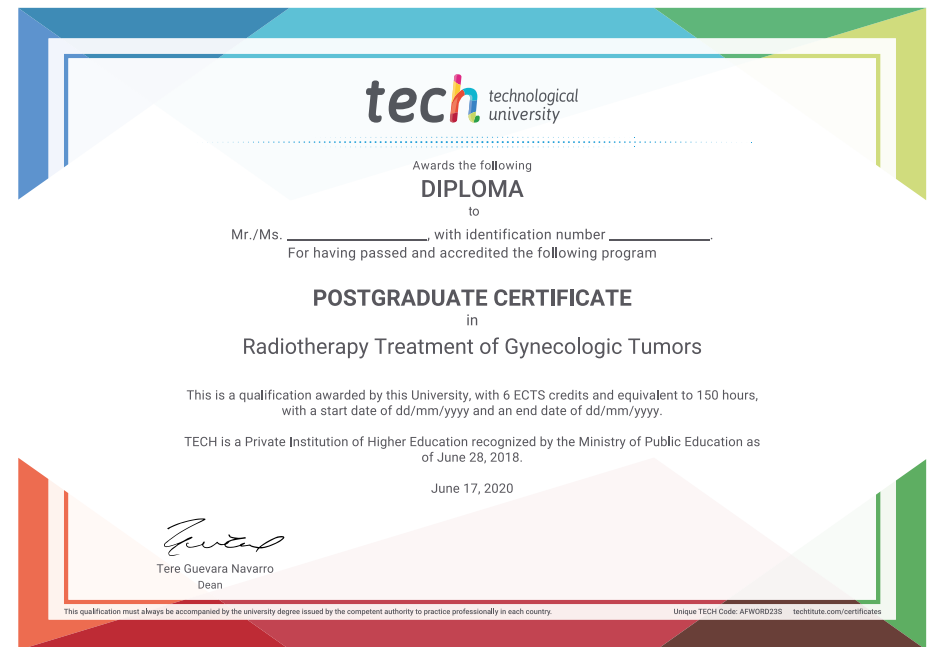 tech technological
university
Awards the following
DIPLOMA
to
Mr./Ms. ____________________, with identification number ______________.
For having passed and accredited the following program
POSTGRADUATE CERTIFICATE
in
Radiotherapy Treatment of Gynecologic Tumors
This is a qualification awarded by this University, with 6 ECTS credits and equivalent to 150 hours,
with a start date of dd/mm/yyyy and an end date of dd/mm/yyyy.
TECH is a Private Institution of Higher Education recognized by the Ministry of Public Education as
of June 28, 2018.
June 17, 2020
Tere Guevara Navarro
Dean
This qualification must always be accompanied by the university degree issued by the competent authority to practice professionally in each country.
Unique TECH Code: AFWORD23S techtitute.com/certificates